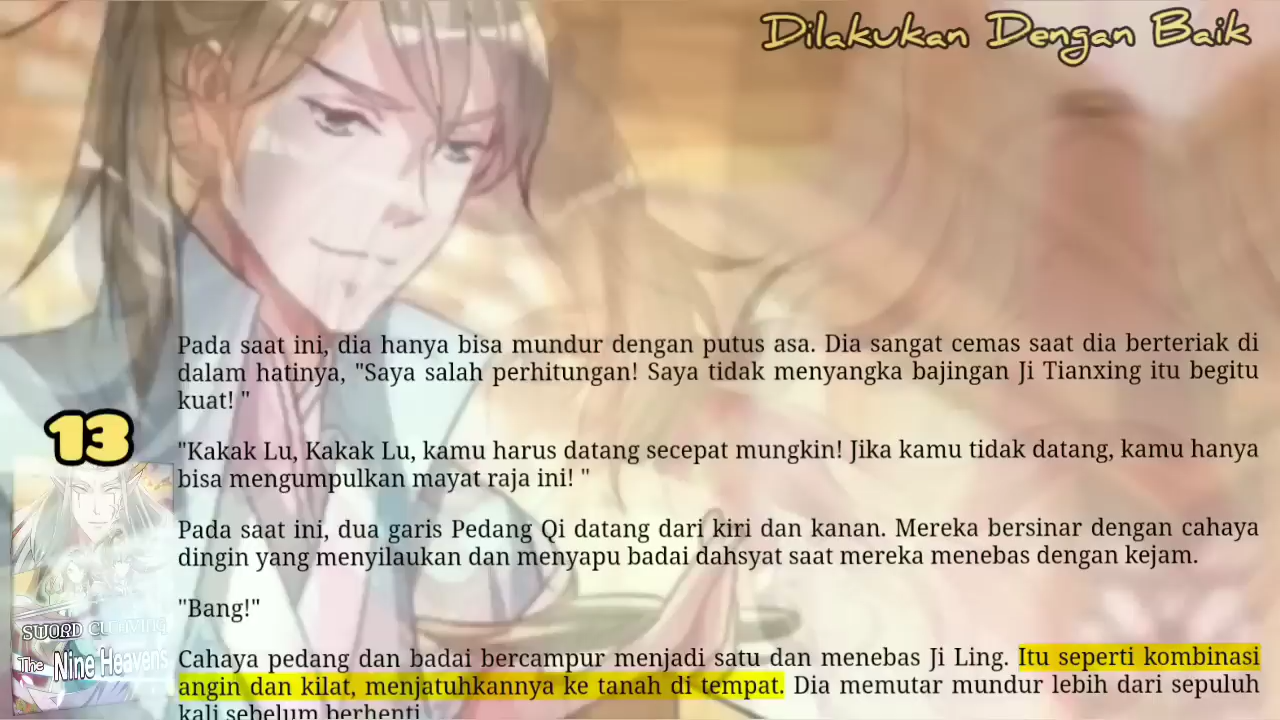 Dilakukan Dengan Baik
Pada saat ini, dia hanya bisa mundur dengan putus asa. Dia sangat cemas saat dia berteriak di
dalam hatinya, "Saya salah perhitungan! Saya tidak menyangka bajingan Ji Tianxing itu begitu
kuat! "
"Kakak Lu, Kakak Lu, kamu harus datang secepat mungkin! Jika kamu tidak datang, kamu hanya
bisa mengumpulkan mayat raja ini! "
Pada saat ini, dua garis Pedang Qi datang dari kiri dan kanan. Mereka bersinar dengan cahaya
dingin yang menyilaukan dan menyapu badai dahsyat saat mereka menebas dengan kejam.
"Bang!"
Cahaya pedang dan badai bercampur menjadi satu dan menebas Ji Ling. Itu seperti kombinasi
angin dan kilat, menjatuhkannya ke tanah di tempat. Dia memutar mundur lebih dari sepuluh
kali sebelum berhenti
13
SWORD
The Nine Heavens